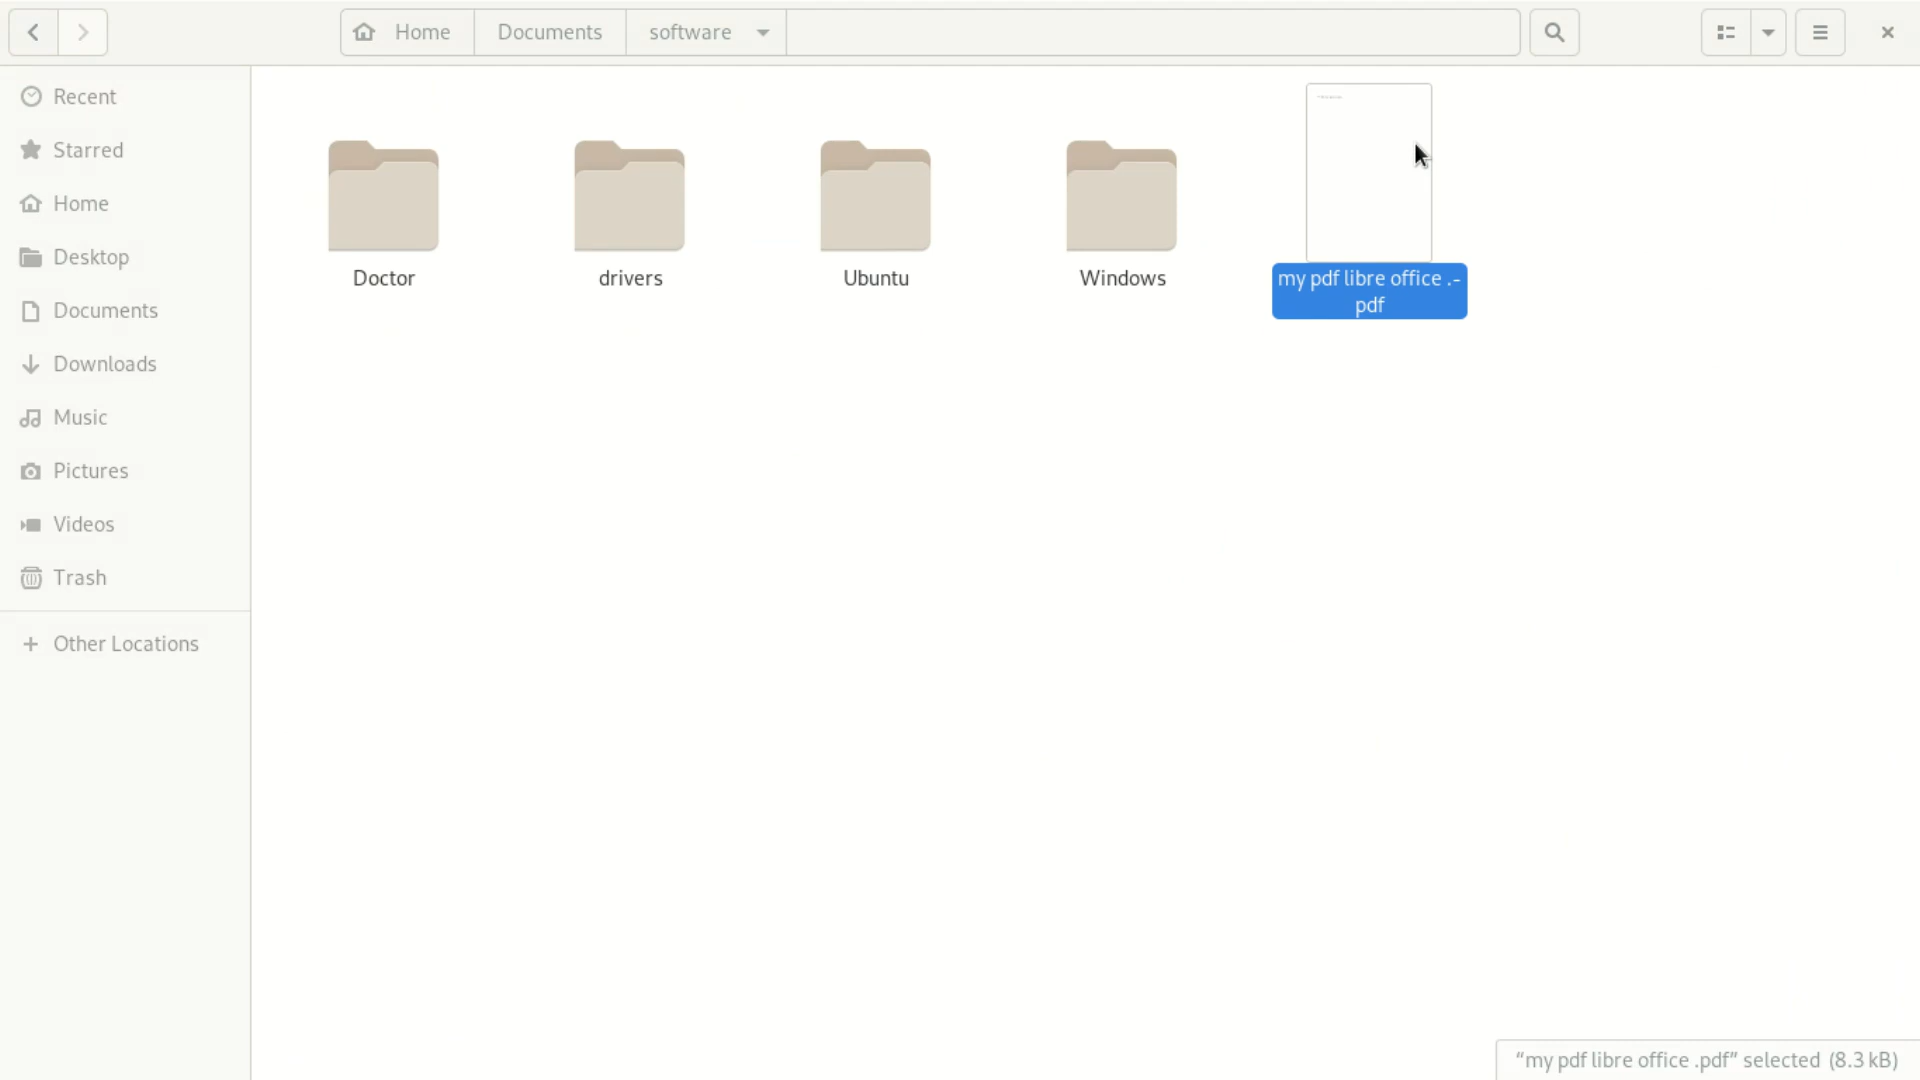 Home
Documents
software
Recent
Starred
Home
Desktop
Documents
Downloads
Music
Pictures
Videos
Trash
Other Locations
Doctor
drivers
Ubuntu
Windows
my pdf libre office .-
pdf
“my pdf libre office .pdf” selected (8.3 kB)